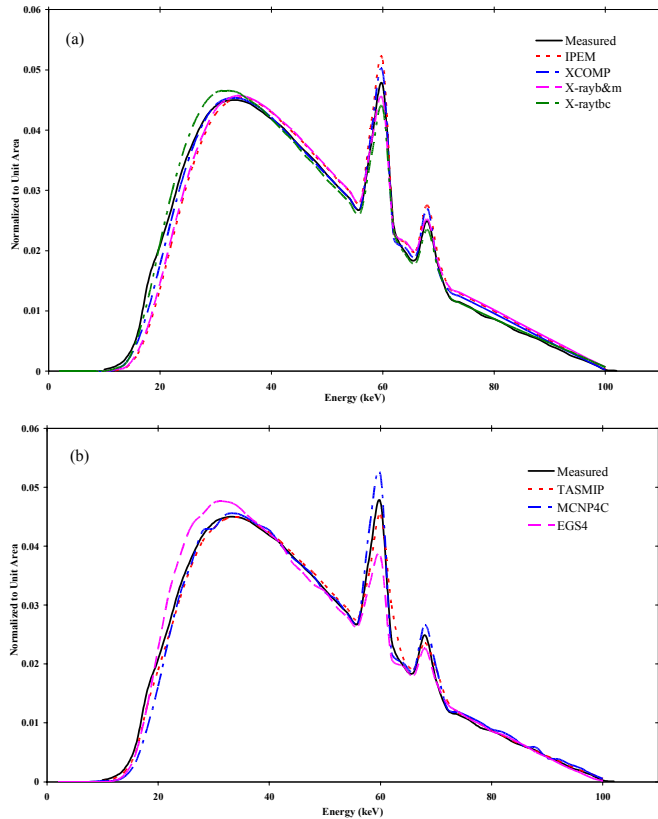 (a)
Measured
IPEM
XCOMP
X-rayb&m
X-raytbc
Normalized to Unit Area
0.06
0.05
0.04
0.03
0.02
0.01
0
0 20 40 60 80 100
Energy (keV)
(b)
Measured
TASMIP
MCNP4C
EGS4
Normalized to Unit Area
0.06
0.05
0.04
0.03
0.02
0.01
0
0 20 40 60 80 100
Energy (keV)